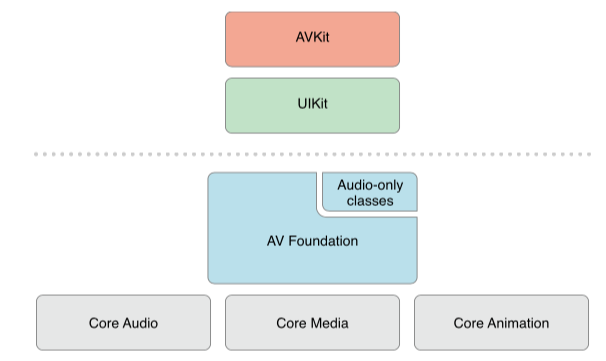 AVKit
UIKit
Audio-only
classes
AV Foundation
Core Audio
Core Media
Core Animation